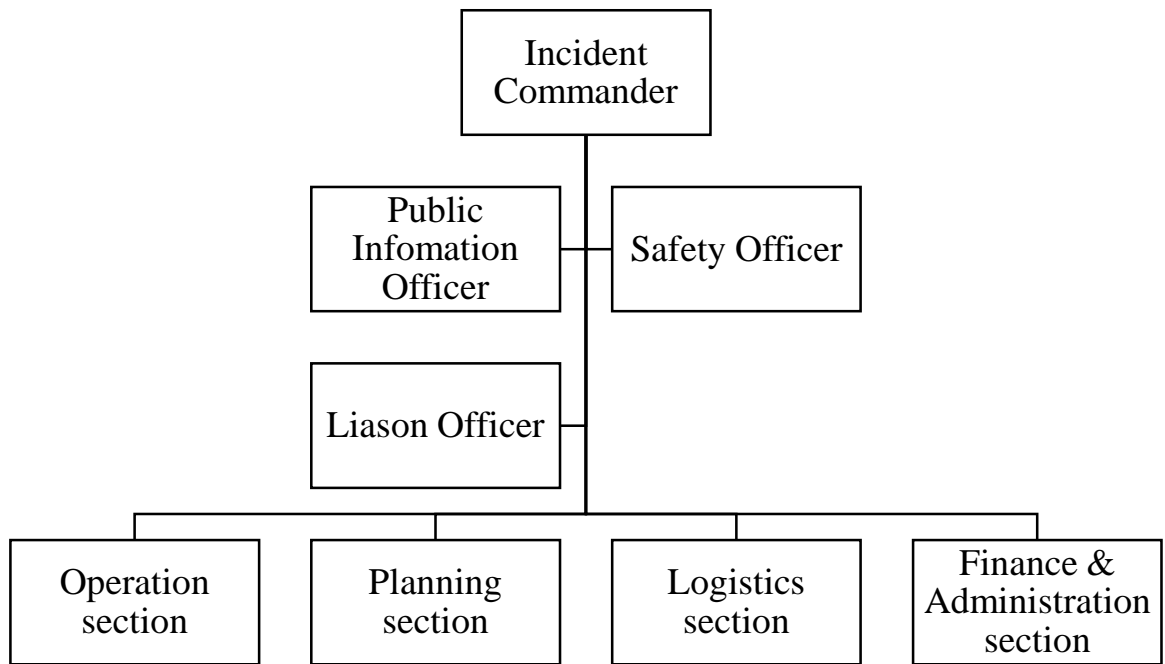 Incident
Commander
Public
Infomation
Officer
Safety Officer
Liason Officer
Operation
section
Planning
section
Logistics
section
Finance &
Administration
section